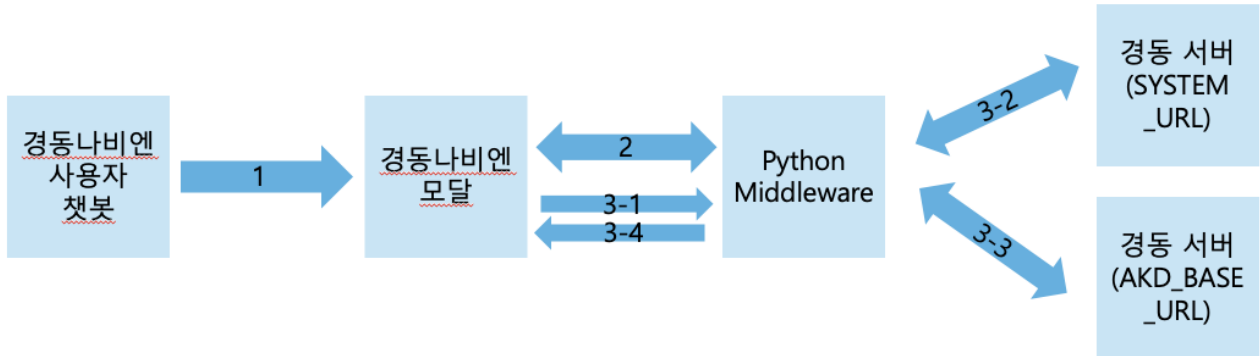 경동나비엔
사용자
챗봇
1
경동나비엔
모달
2
3-1
3-4
Python
Middleware
3-2
3-3
경동 서버
(SYSTEM
_URL)
경동 서버
(AKD_BASE
_URL)